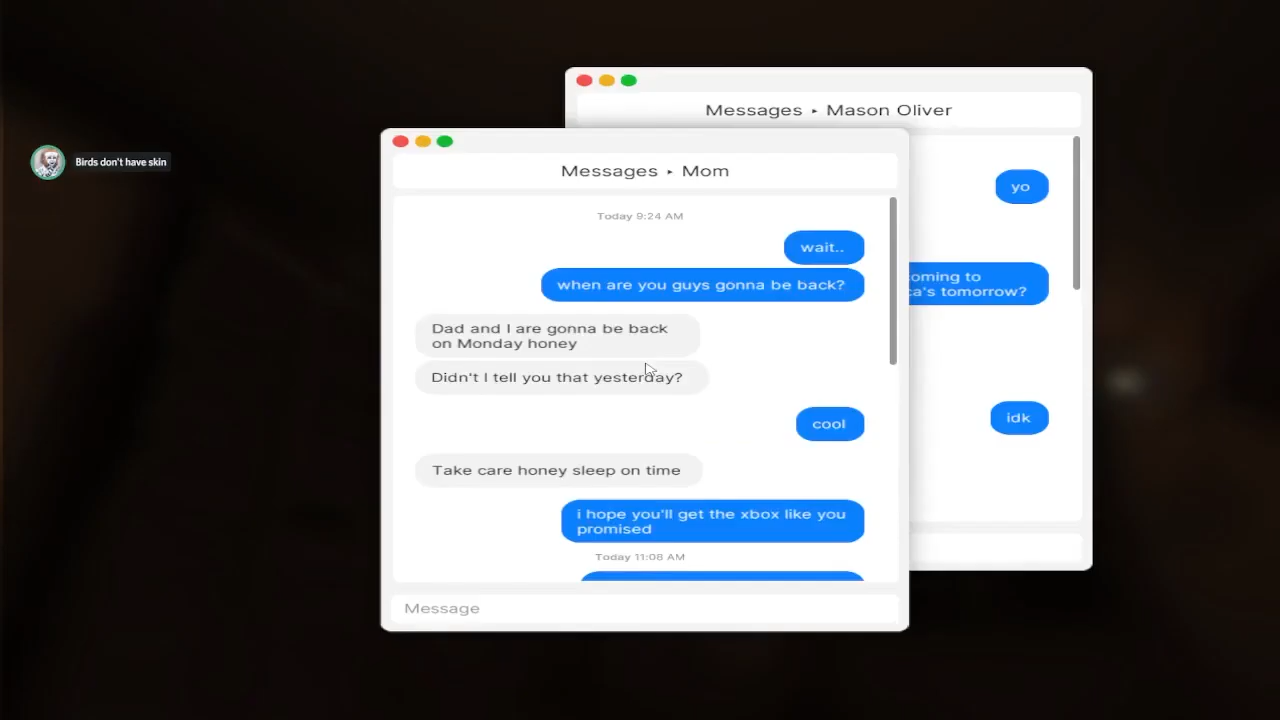 Messages ▸ Mason Oliver
yo
oming to
ca's tomorrow?
idk
Birds don't have skin
Messages ▸ Mom
Today 9:24 AM
wait..
when are you guys gonna be back?
Dad and I are gonna be back
on Monday honey
Didn't I tell you that yesterday?
cool
Take care honey sleep on time
i hope you'll get the xbox like you
promised
Today 11:08 AM
Message